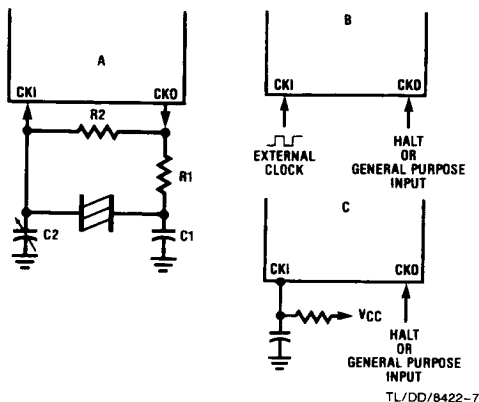 A
CKI
CKO
R2
R1
C2
C1
B
CKI
CKO
EXTERNAL
CLOCK
HALT
OR
GENERAL PURPOSE
INPUT
C
CKI
CKO
VCC
HALT
OR
GENERAL PURPOSE
INPUT
TL/DD/8422-7